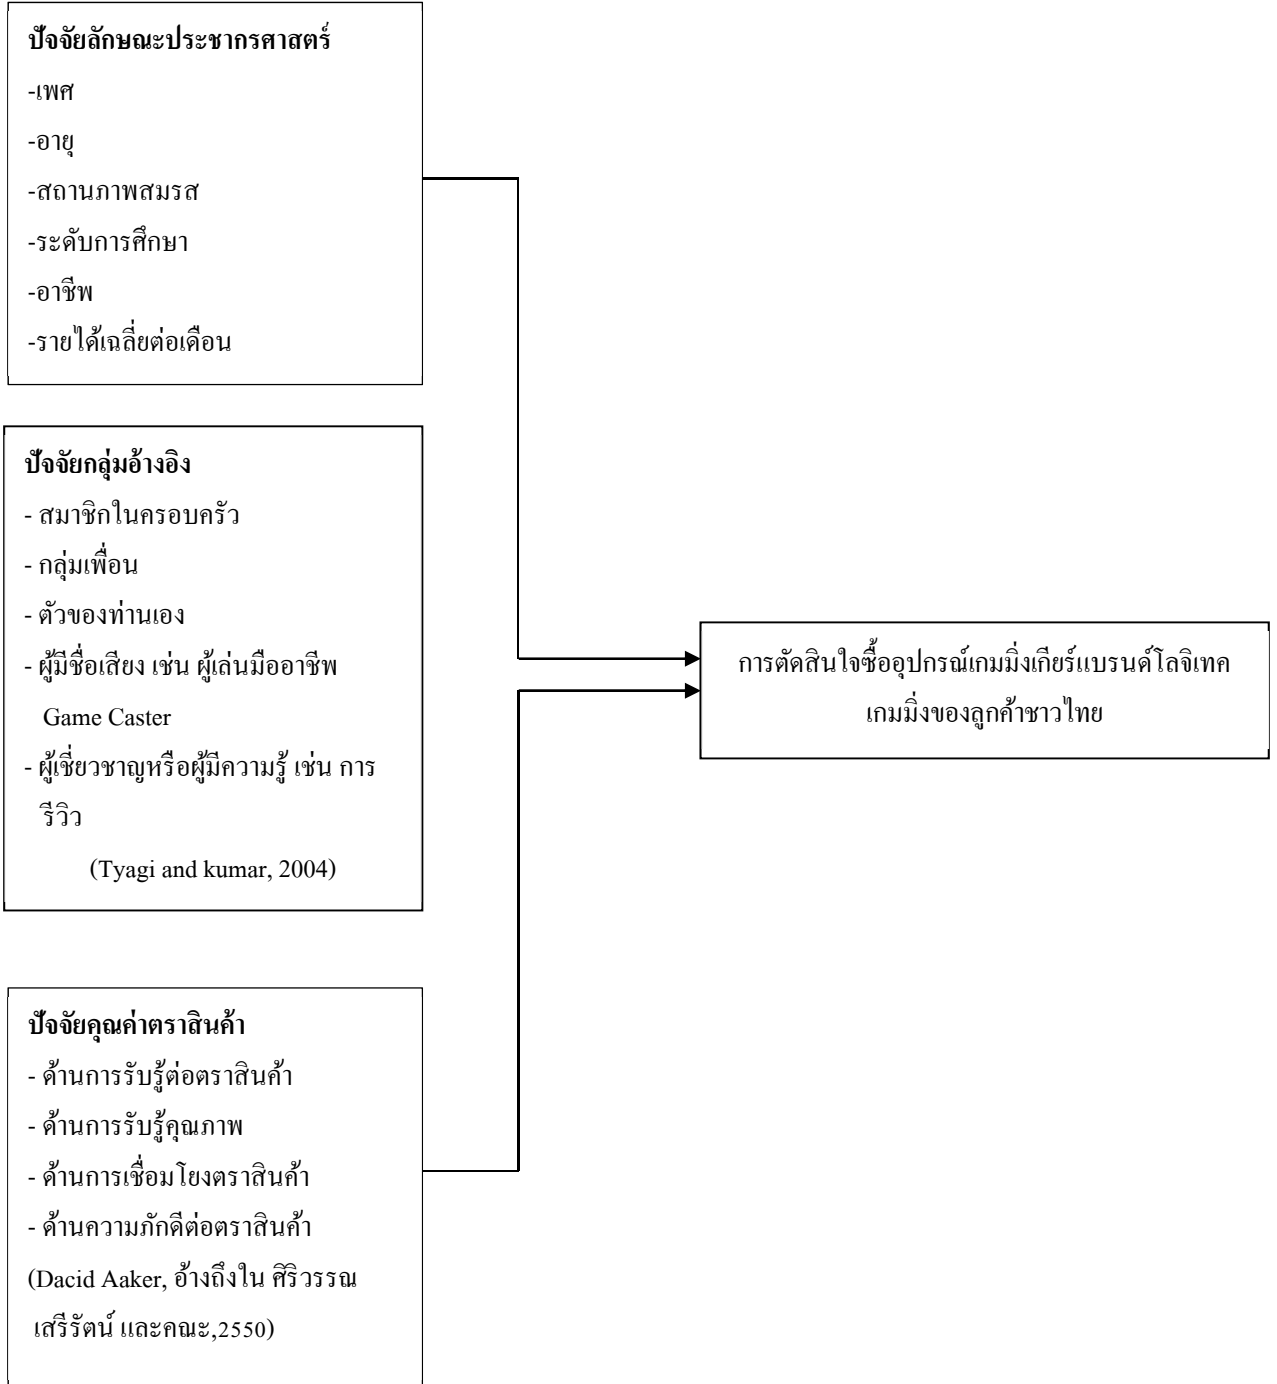 ปัจจัยลักษณะประชากรศาสตร์
-เพศ
-อายุ
-สถานภาพสมรส
-ระดับการศึกษา
-อาชีพ
-รายได้เฉลี่ยต่อเดือน
ปัจจัยกลุ่มอ้างอิง
- สมาชิกในครอบครัว
- กลุ่มเพื่อน
- ตัวของท่านเอง
- ผู้มีชื่อเสียง เช่น ผู้เล่นมืออาชีพ
Game Caster
- ผู้เชี่ยวชาญหรือผู้มีความรู้ เช่น การ
รีวิว
(Tyagi and kumar, 2004)
การตัดสินใจซื้ออุปกรณ์เกมมิ่งเกียร์แบรนด์โลจิเทค
เกมมิ่งของลูกค้าชาวไทย
ปัจจัยคุณค่าตราสินค้า
- ด้านการรับรู้ต่อตราสินค้า
- ด้านการรับรู้คุณภาพ
- ด้านการเชื่อมโยงตราสินค้า
- ด้านความภักดีต่อตราสินค้า
(Dacid Aaker, อ้างถึงใน ศิริวรรณ
เสรีรัตน์ และคณะ,2550)